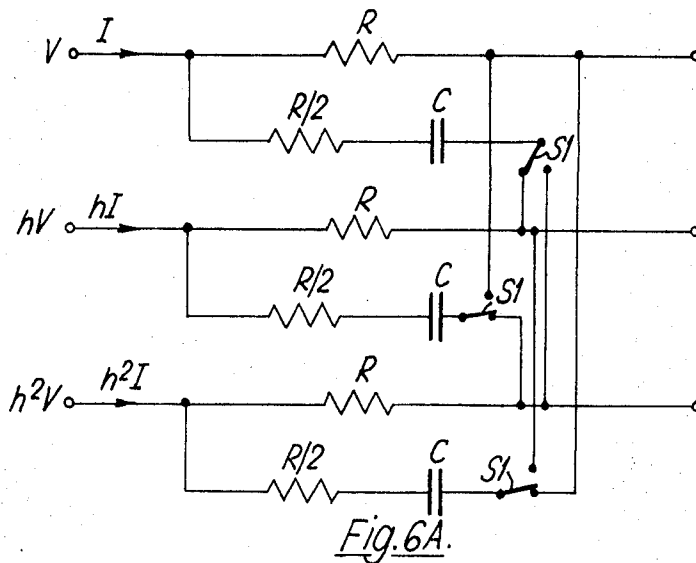 R
V I
R/2 C
S1
R
hV hI
R/2 C S1
R
h²V h²I
R/2 C S1
Fig.6A.